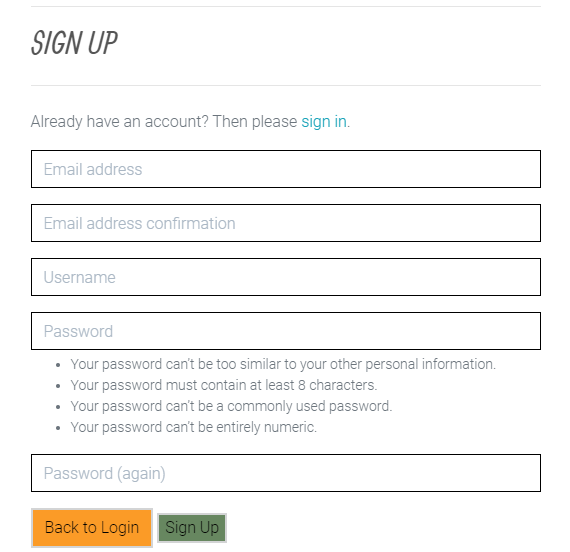 SIGN UP
Already have an account? Then please sign in.
Email address
Email address confirmation
Username
Password
• Your password can't be too similar to your other personal information.
• Your password must contain at least 8 characters.
• Your password can't be a commonly used password.
• Your password can't be entirely numeric.
Password (again)
Back to Login Sign Up